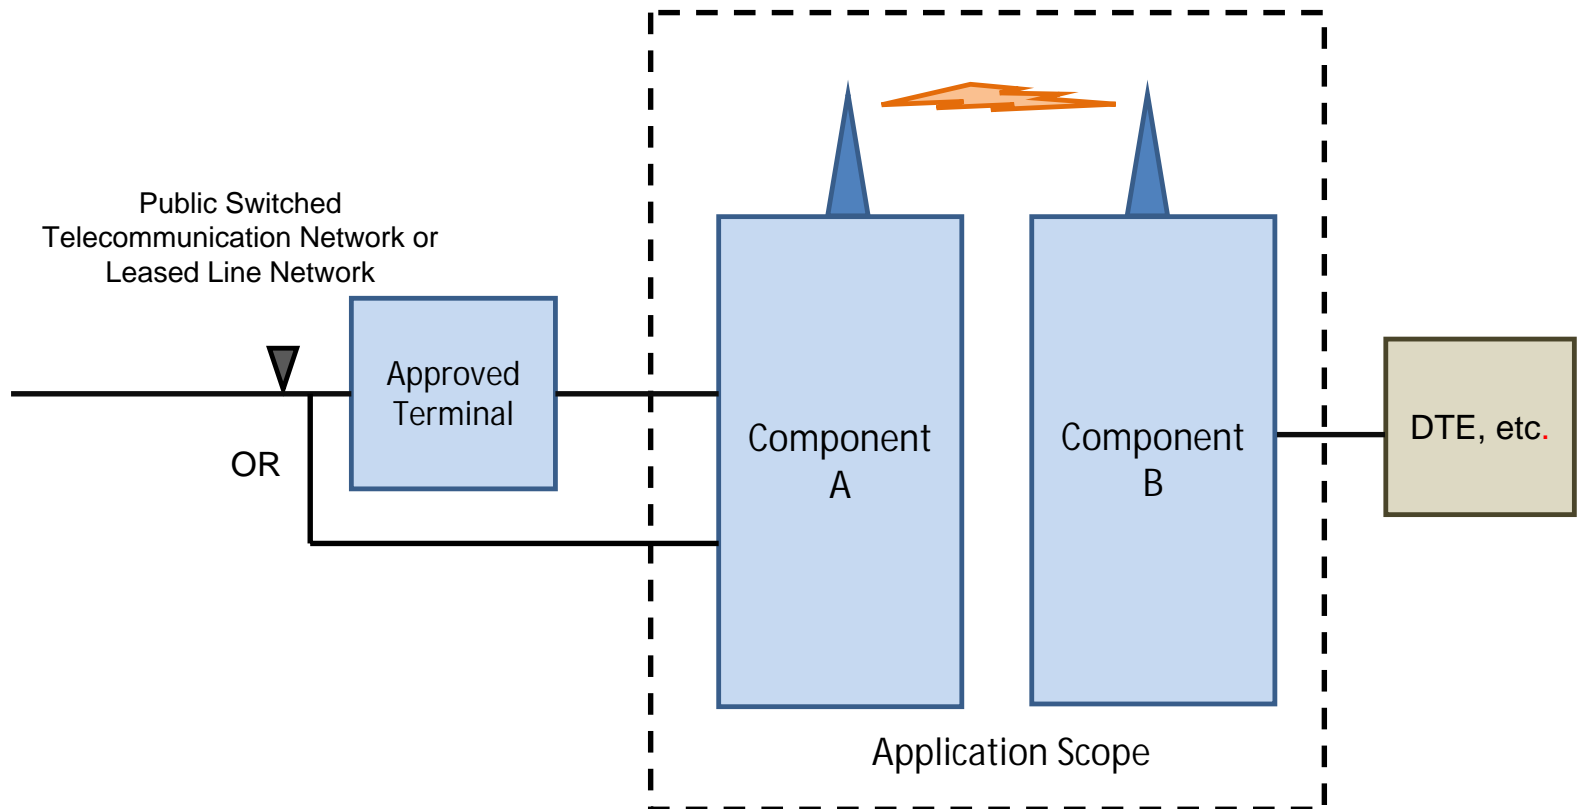 Public Switched
Telecommunication Network or
Leased Line Network
Approved
Terminal
OR
Component
A
Component
B
DTE, etc.
Application Scope